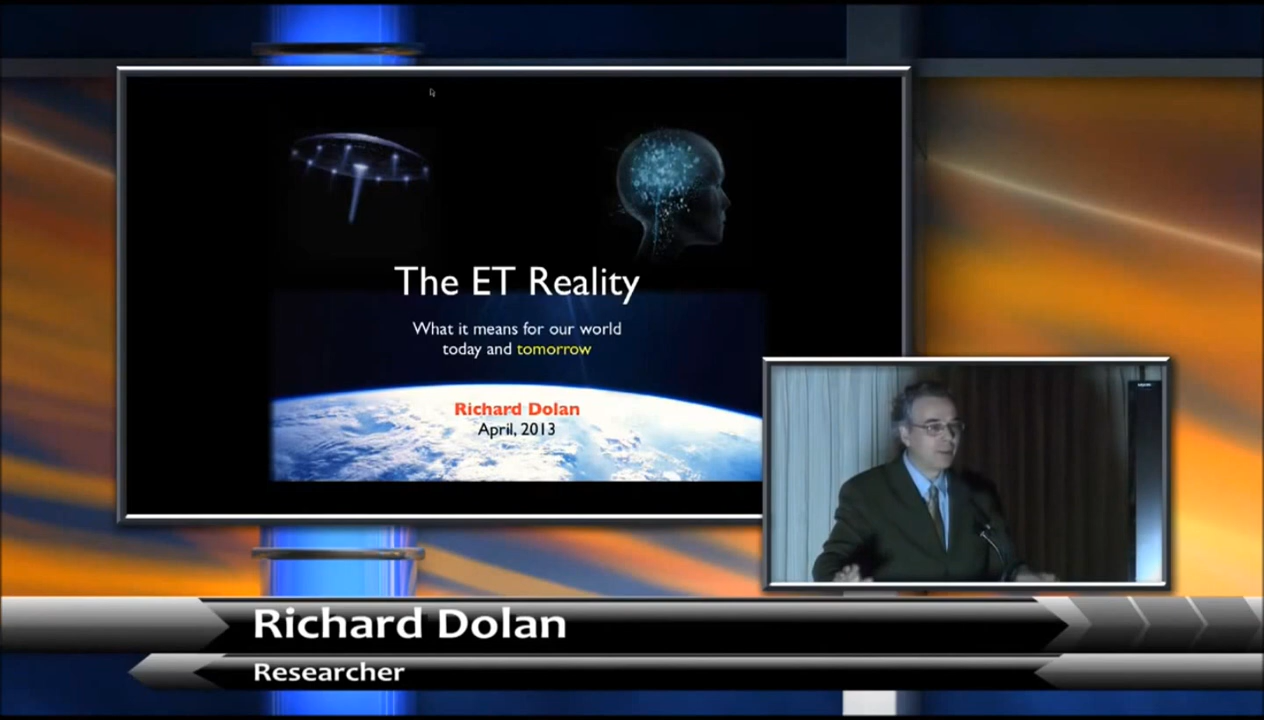 The ET Reality
What it means for our world
today and tomorrow
Richard Dolan
April, 2013
Richard Dolan
Researcher